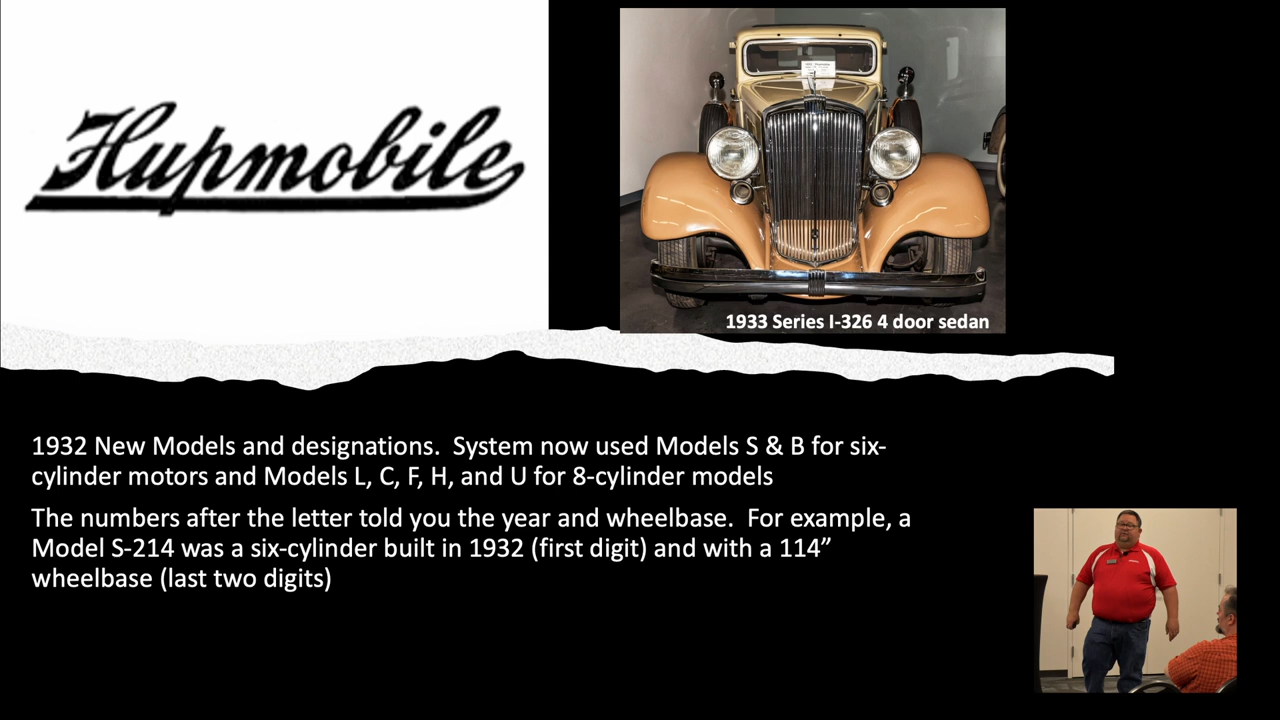 Hupmobile
1933 Series I-326 4 door sedan
1932 New Models and designations.  System now used Models S & B for six-
cylinder motors and Models L, C, F, H, and U for 8-cylinder models
The numbers after the letter told you the year and wheelbase.  For example, a
Model S-214 was a six-cylinder built in 1932 (first digit) and with a 114”
wheelbase (last two digits)